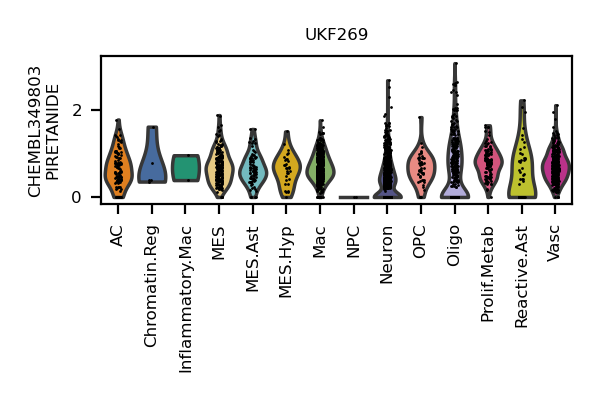 UKF269
CHEMBL349803
PIRETANIDE
2
0
AC
Chromatin.Reg
Inflammatory.Mac
MES
MES.Ast
MES.Hyp
Mac
NPC
Neuron
OPC
Oligo
Prolif.Metab
Reactive.Ast
Vasc